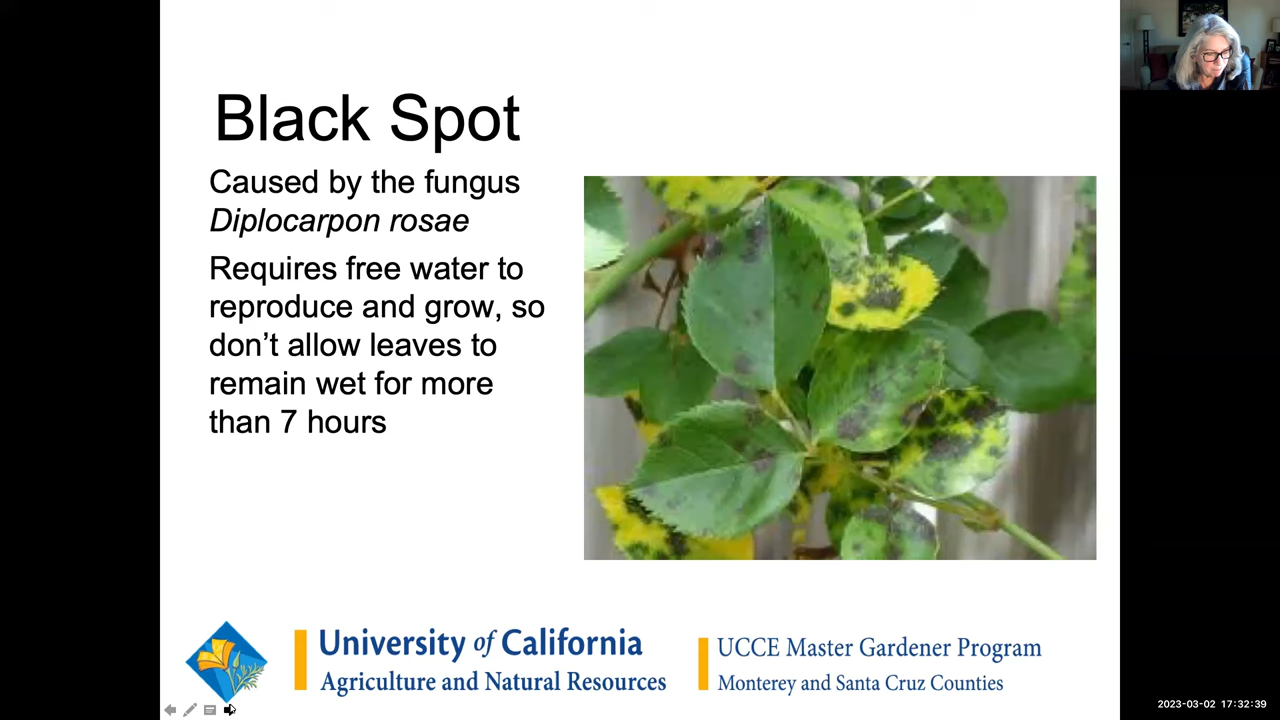 Black Spot
Caused by the fungus
Diplocarpon rosae
Requires free water to
reproduce and grow, so
don’t allow leaves to
remain wet for more
than 7 hours
University of California
Agriculture and Natural Resources
UCCE Master Gardener Program
Monterey and Santa Cruz Counties
2023-03-02 17:32:39